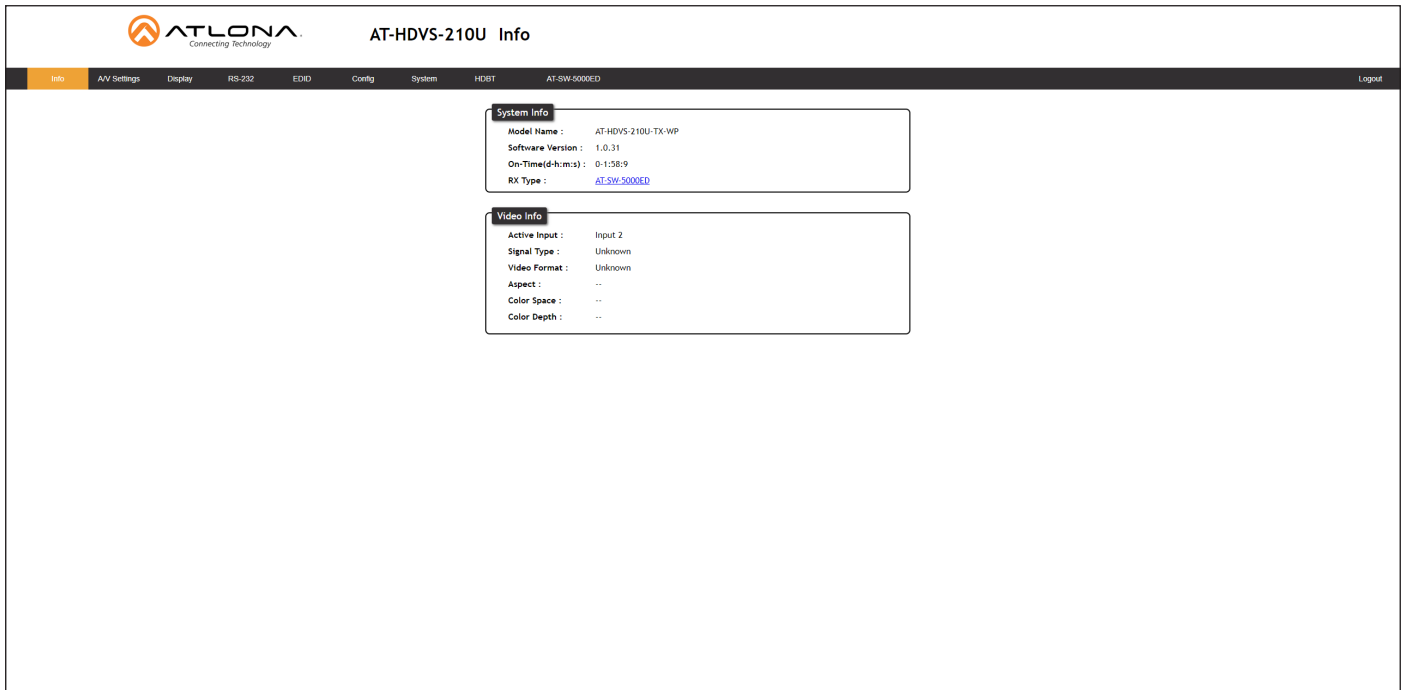 ATLONA.
Connecting Technology
AT-HDVS-210U Info
Info A/V Settings Display RS-232 EDID Config System HDBT AT-SW-5000ED Logout
System Info
Model Name : AT-HDVS-210U-TX-WP
Software Version : 1.0.31
On-Time(d-h:m:s) : 0-1:58:9
RX Type : AT-SW-5000ED
Video Info
Active Input : Input 2
Signal Type : Unknown
Video Format : Unknown
Aspect : --
Color Space : --
Color Depth : --